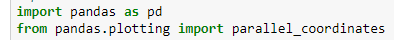 import pandas as pd
from pandas.plotting import parallel_coordinates